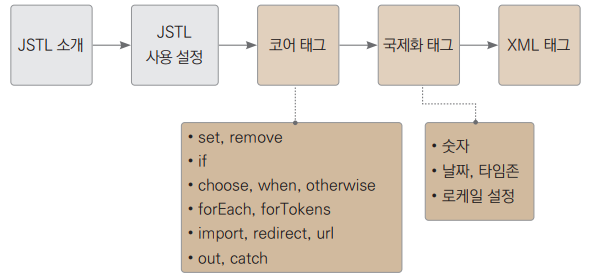 JSTL 소개
JSTL
사용 설정
코어 태그
국제화 태그
XML 태그
• set, remove
• if
• choose, when, otherwise
• forEach, forTokens
• import, redirect, url
• out, catch
• 숫자
• 날짜, 타임존
• 로케일 설정